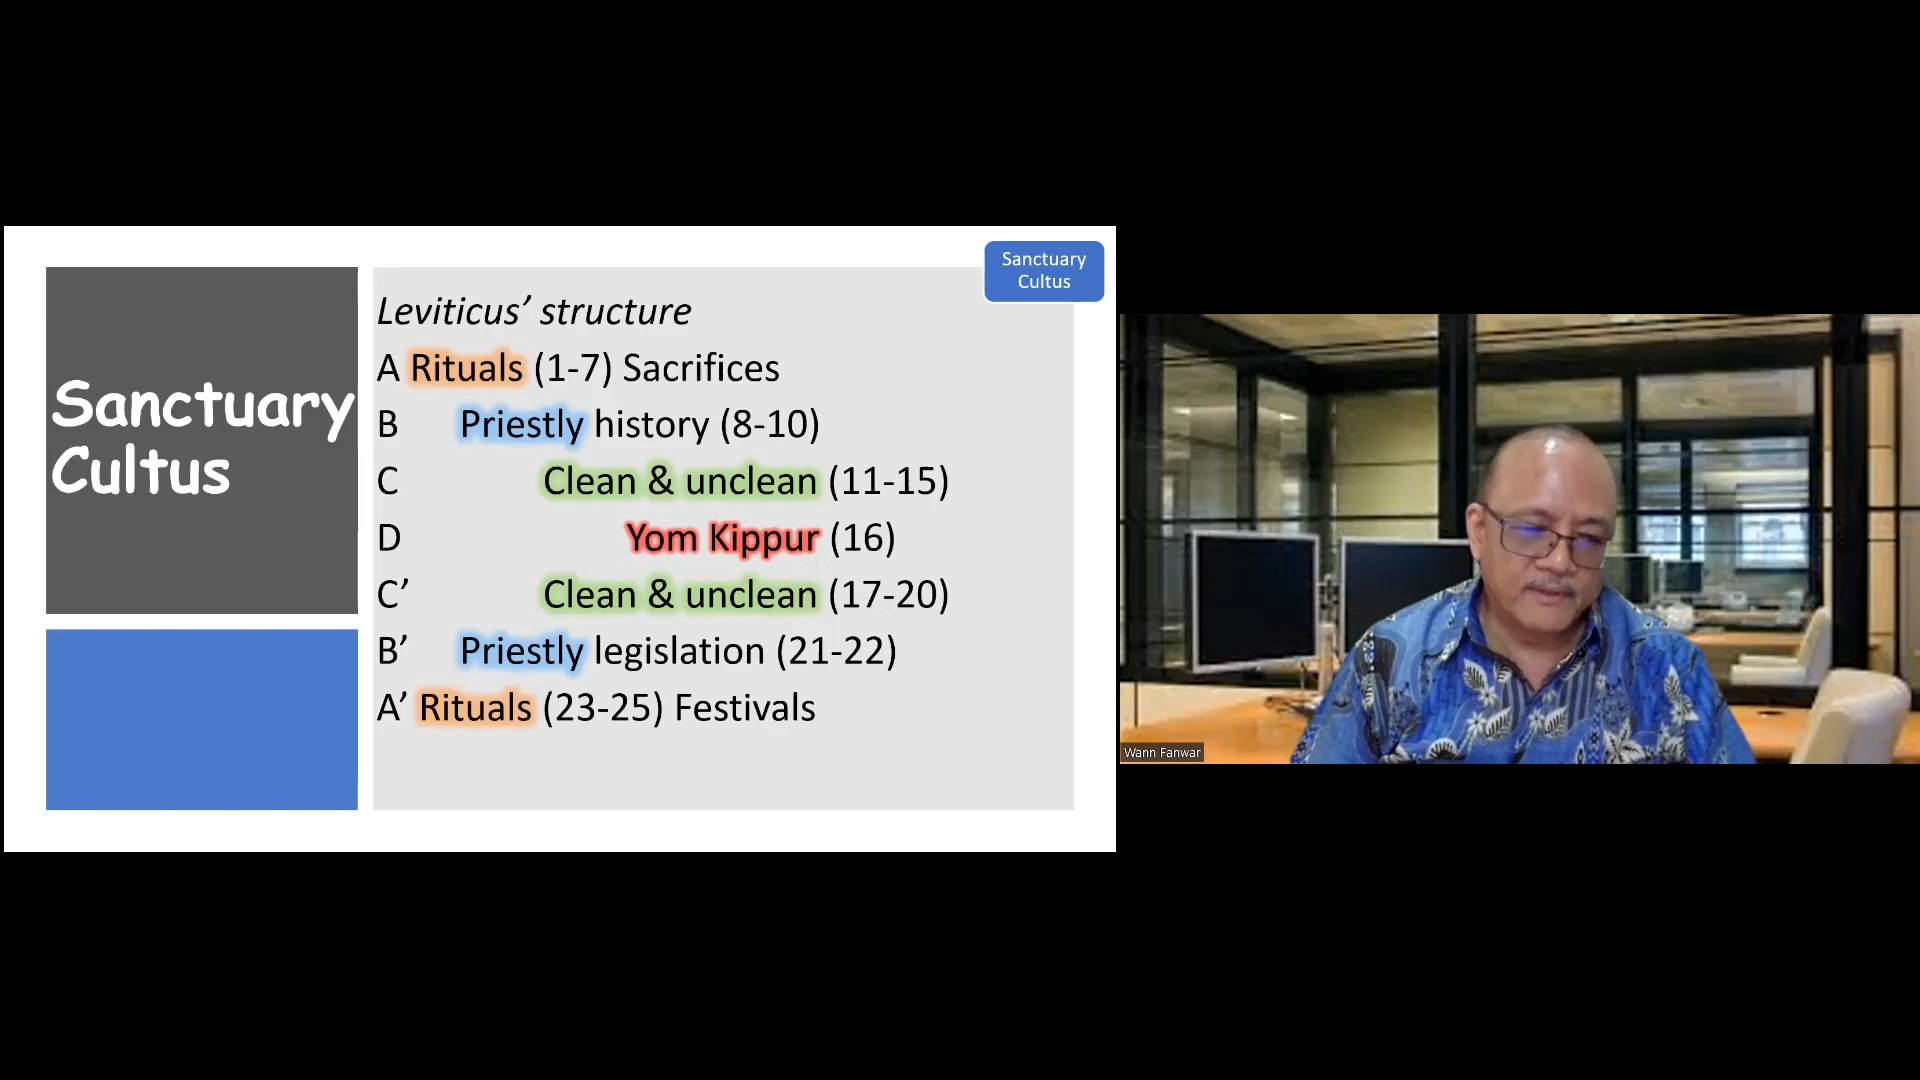 Sanctuary
Cultus
Sanctuary
Cultus
Leviticus’ structure
A Rituals (1-7) Sacrifices
B Priestly history (8-10)
C Clean & unclean (11-15)
D Yom Kippur (16)
C’ Clean & unclean (17-20)
B’ Priestly legislation (21-22)
A’ Rituals (23-25) Festivals
Wann Fanwar